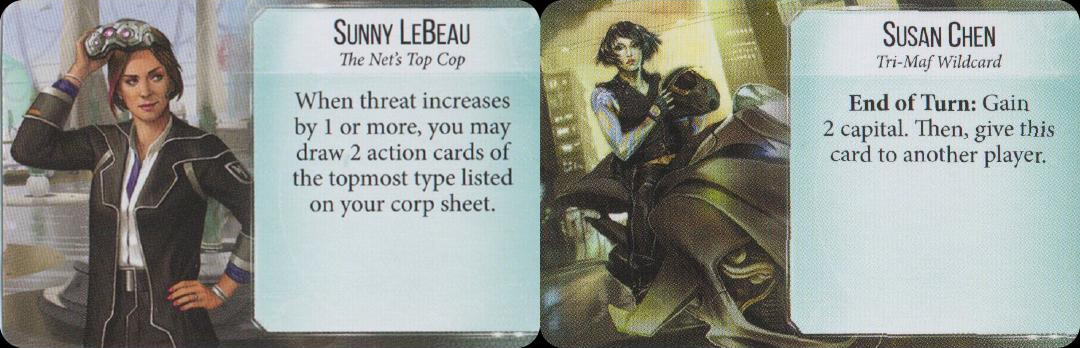 Sunny LeBeau
The Net's Top Cop
When threat increases
by 1 or more, you may
draw 2 action cards of
the topmost type listed
on your corp sheet.
Susan Chen
Tri-Maf Wildcard
End of Turn: Gain
2 capital. Then, give this
card to another player.